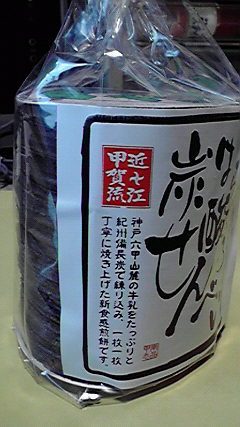 炭せん
近七江
甲賀流
神戸六甲山麓の牛乳をたっぷりと
紀州備長炭で練り込み、一枚一枚
丁寧に焼き上げた新食感煎餅です。